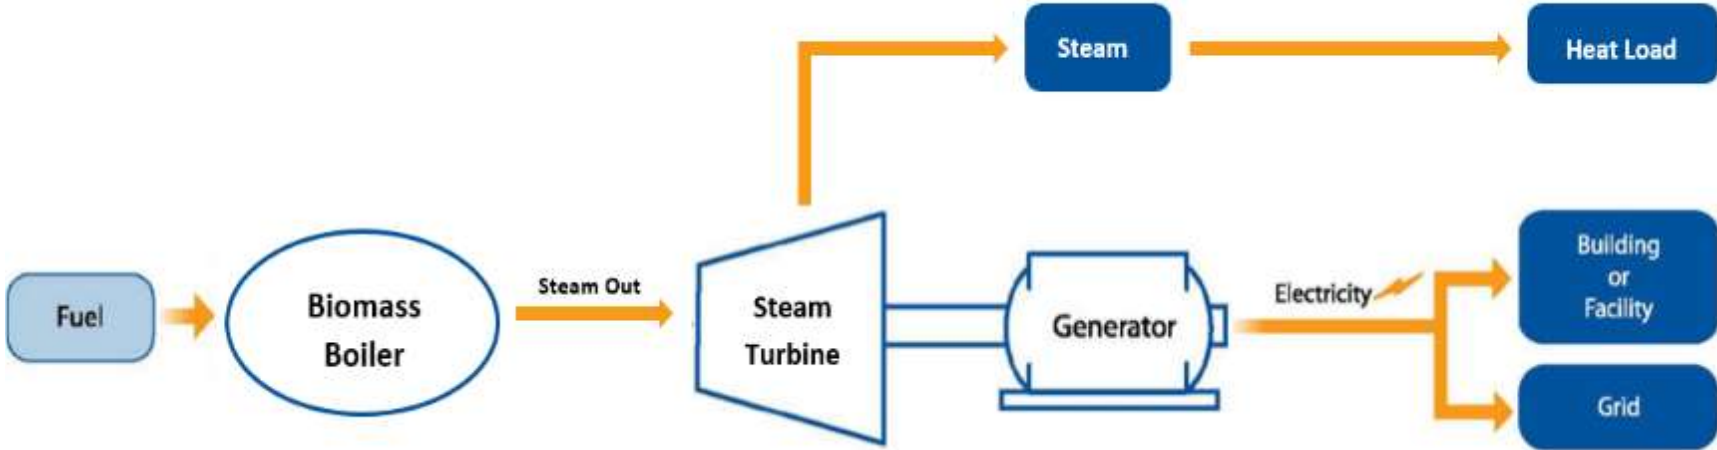 Steam
Heat Load
Fuel
Biomass
Boiler
Steam Out
Steam
Turbine
Generator
Electricity
Building
or
Facility
Grid